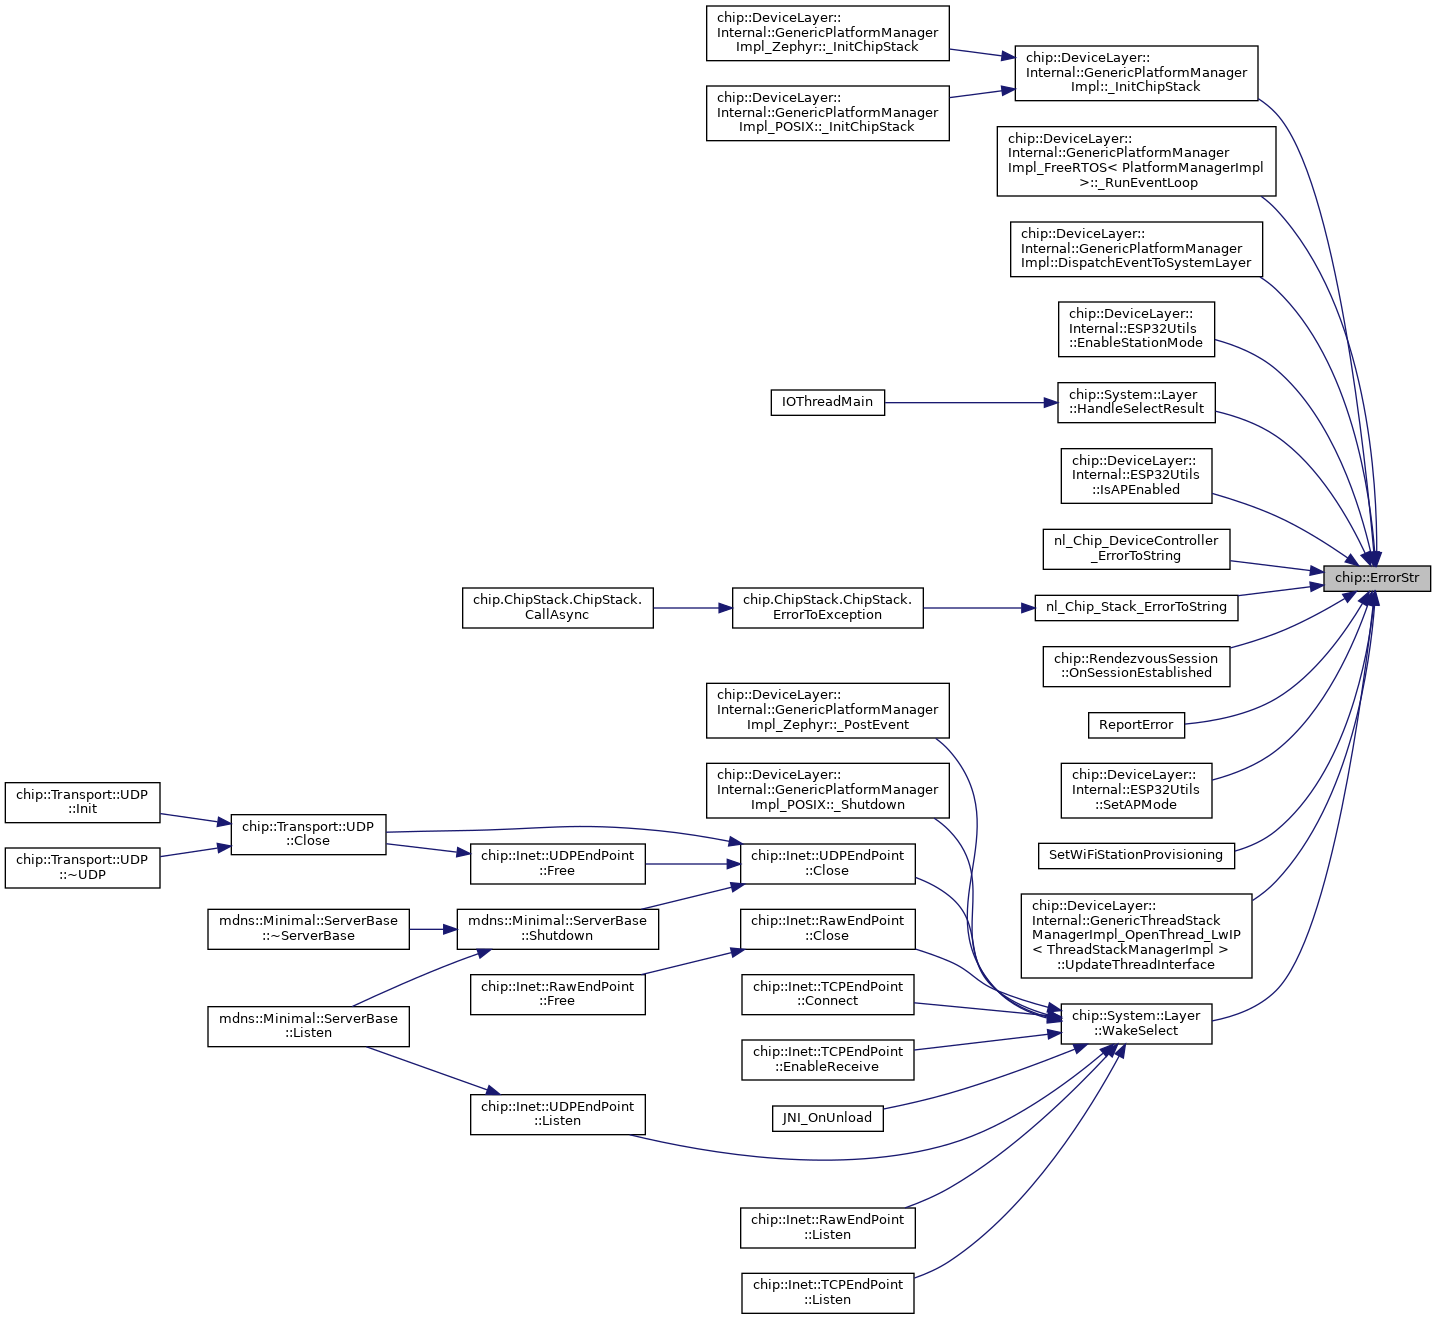 chip::DeviceLayer::
Internal::GenericPlatformManager
Impl_Zephyr::_InitChipStack
chip::DeviceLayer::
Internal::GenericPlatformManager
Impl::_InitChipStack
chip::DeviceLayer::
Internal::GenericPlatformManager
Impl_POSIX::_InitChipStack
chip::DeviceLayer::
Internal::GenericPlatformManager
Impl_FreeRTOS< PlatformManagerImpl
>::_RunEventLoop
chip::DeviceLayer::
Internal::GenericPlatformManager
Impl::DispatchEventToSystemLayer
chip::DeviceLayer::
Internal::ESP32Utils
::EnableStationMode
IOThreadMain
chip::System::Layer
::HandleSelectResult
chip::DeviceLayer::
Internal::ESP32Utils
::IsAPEnabled
nl_Chip_DeviceController
_ErrorToString
chip::ErrorStr
chip.ChipStack.ChipStack.
CallAsync
chip.ChipStack.ChipStack.
ErrorToException
nl_Chip_Stack_ErrorToString
chip::RendezvousSession
::OnSessionEstablished
chip::DeviceLayer::
Internal::GenericPlatformManager
Impl_Zephyr::_PostEvent
ReportError
chip::DeviceLayer::
Internal::GenericPlatformManager
Impl_POSIX::_Shutdown
chip::DeviceLayer::
Internal::ESP32Utils
::SetAPMode
chip::Transport::UDP
::Init
chip::Transport::UDP
::Close
chip::Transport::UDP
::~UDP
chip::Inet::UDPEndPoint
::Free
chip::Inet::UDPEndPoint
::Close
SetWiFiStationProvisioning
mdns::Minimal::ServerBase
::~ServerBase
mdns::Minimal::ServerBase
::Shutdown
chip::Inet::RawEndPoint
::Close
chip::DeviceLayer::
Internal::GenericThreadStack
ManagerImpl_OpenThread_LwIP
< ThreadStackManagerImpl >
::UpdateThreadInterface
chip::Inet::RawEndPoint
::Free
chip::Inet::TCPEndPoint
::Connect
mdns::Minimal::ServerBase
::Listen
chip::System::Layer
::WakeSelect
chip::Inet::TCPEndPoint
::EnableReceive
JNI_OnUnload
chip::Inet::UDPEndPoint
::Listen
chip::Inet::RawEndPoint
::Listen
chip::Inet::TCPEndPoint
::Listen